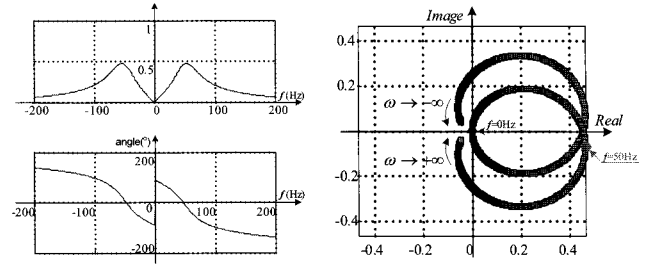 1
0.5
f (Hz)
-200 -100 0 100 200
angle(°)
200
f (Hz)
-200 -100 0 100 200
-200
Image
0.4
0.2
0
-0.2
-0.4
ω → -∞
f=0Hz
Real
ω → +∞
f=50Hz
-0.4 -0.2 0 0.2 0.4